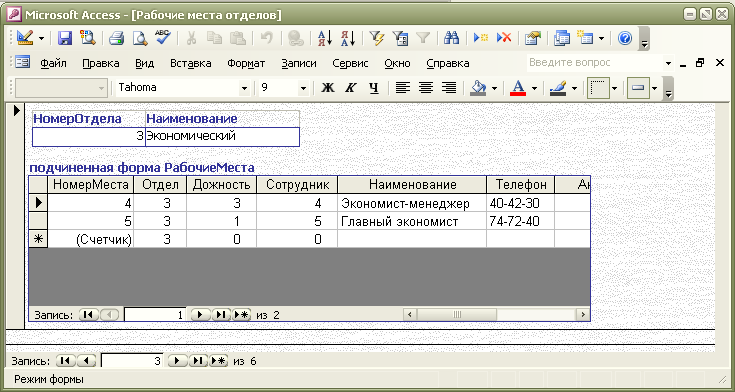 Microsoft Access - [Рабочие места отделов]
Файл Правка Вид Вставка Формат Записи Сервис Окно Справка Введите вопрос
Tahoma 9 Ж К Ч
НомерОтдела Наименование
3 Экономический
подчиненная форма РабочиеМеста
НомерМеста Отдел Дожность Сотрудник Наименование Телефон
4 3 3 4 Экономист-менеджер 40-42-30
5 3 1 5 Главный экономист 74-72-40
(Счетчик) 3 0 0
Запись: 1 из 2
Запись: 3 из 6
Режим формы